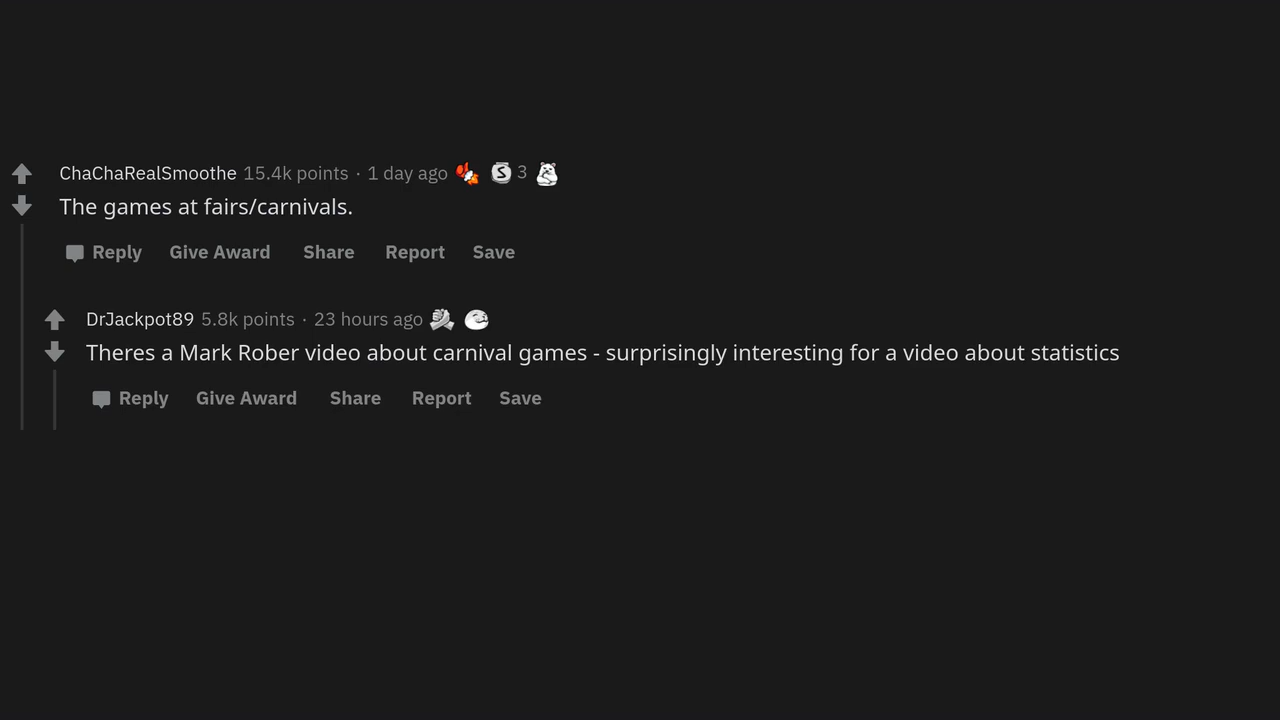 ChaChaRealSmoothe 15.4k points · 1 day ago S 3
The games at fairs/carnivals.
Reply Give Award Share Report Save
DrJackpot89 5.8k points · 23 hours ago
Theres a Mark Rober video about carnival games - surprisingly interesting for a video about statistics
Reply Give Award Share Report Save